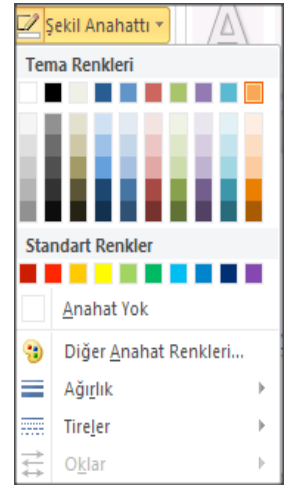 Şekil Anahattı
Tema Renkleri
Standart Renkler
Anahat Yok
Diğer Anahat Renkleri...
Ağırlık
Tireler
Oklar